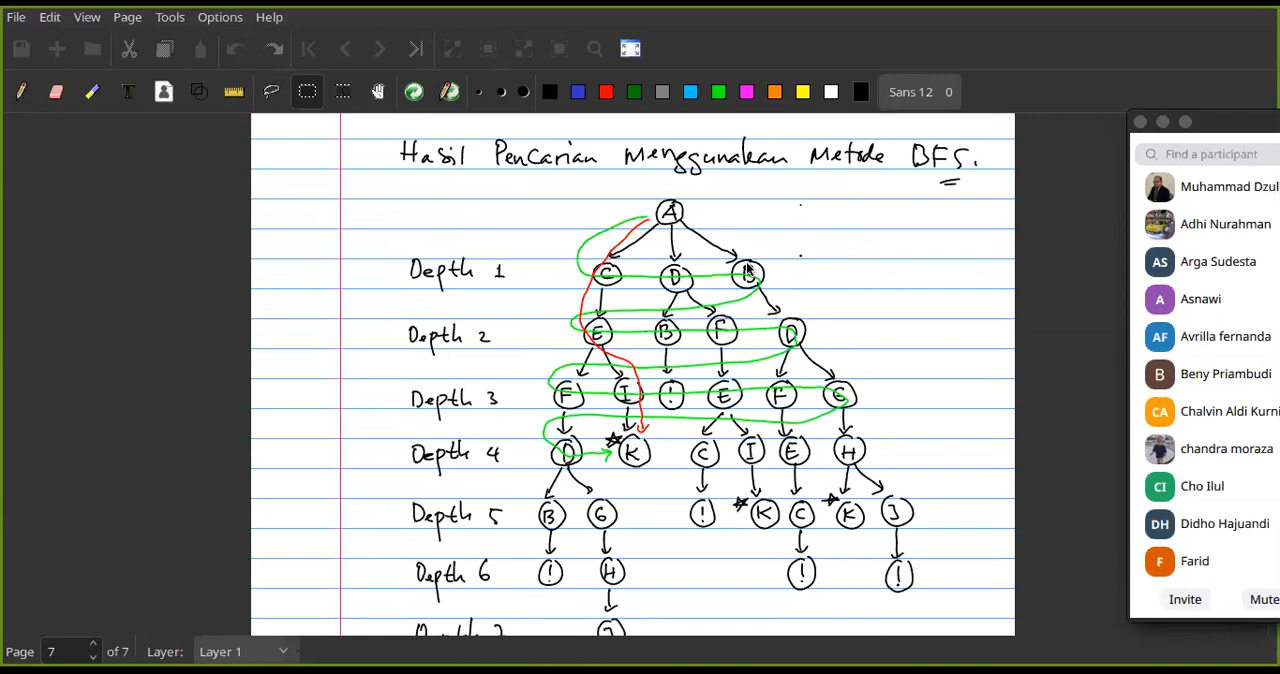 File Edit View Page Tools Options Help
Sans 12 0
Hasil Pencarian Menggunakan Metode BFS.
A
Depth 1 C D B
Depth 2 E B F D
Depth 3 F I ! E F G
Depth 4 D K C I E H
Depth 5 B G ! K C K J
Depth 6 ! H ! !
Find a participant
Muhammad Dzul
Adhi Nurahman
AS Arga Sudesta
A Asnawi
AF Avrilla fernanda
B Beny Priambudi
CA Chalvin Aldi Kurni
chandra moraza
CI Cho Ilul
DH Didho Hajuandi
F Farid
Invite Mute
Page 7 of 7 Layer: Layer 1